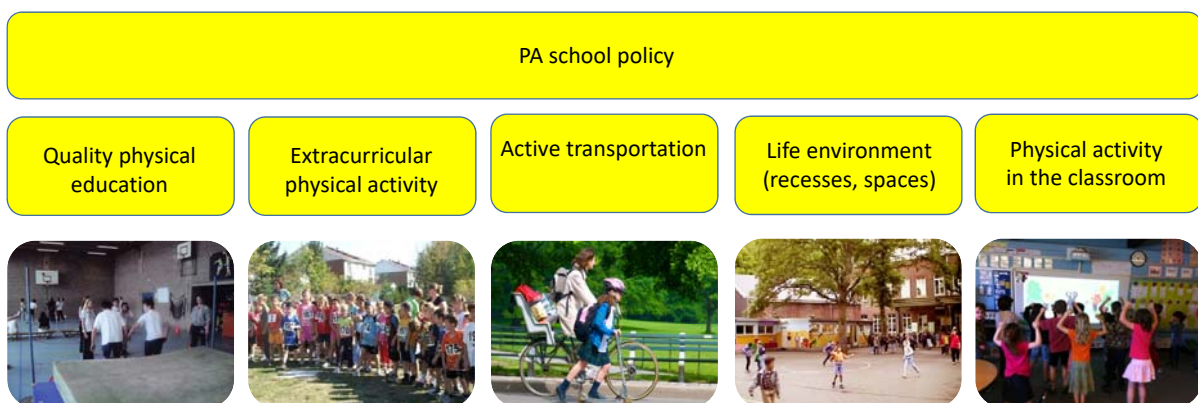 PA school policy
Quality physical
education
Extracurricular
physical activity
Active transportation
Life environment
(recesses, spaces)
Physical activity
in the classroom